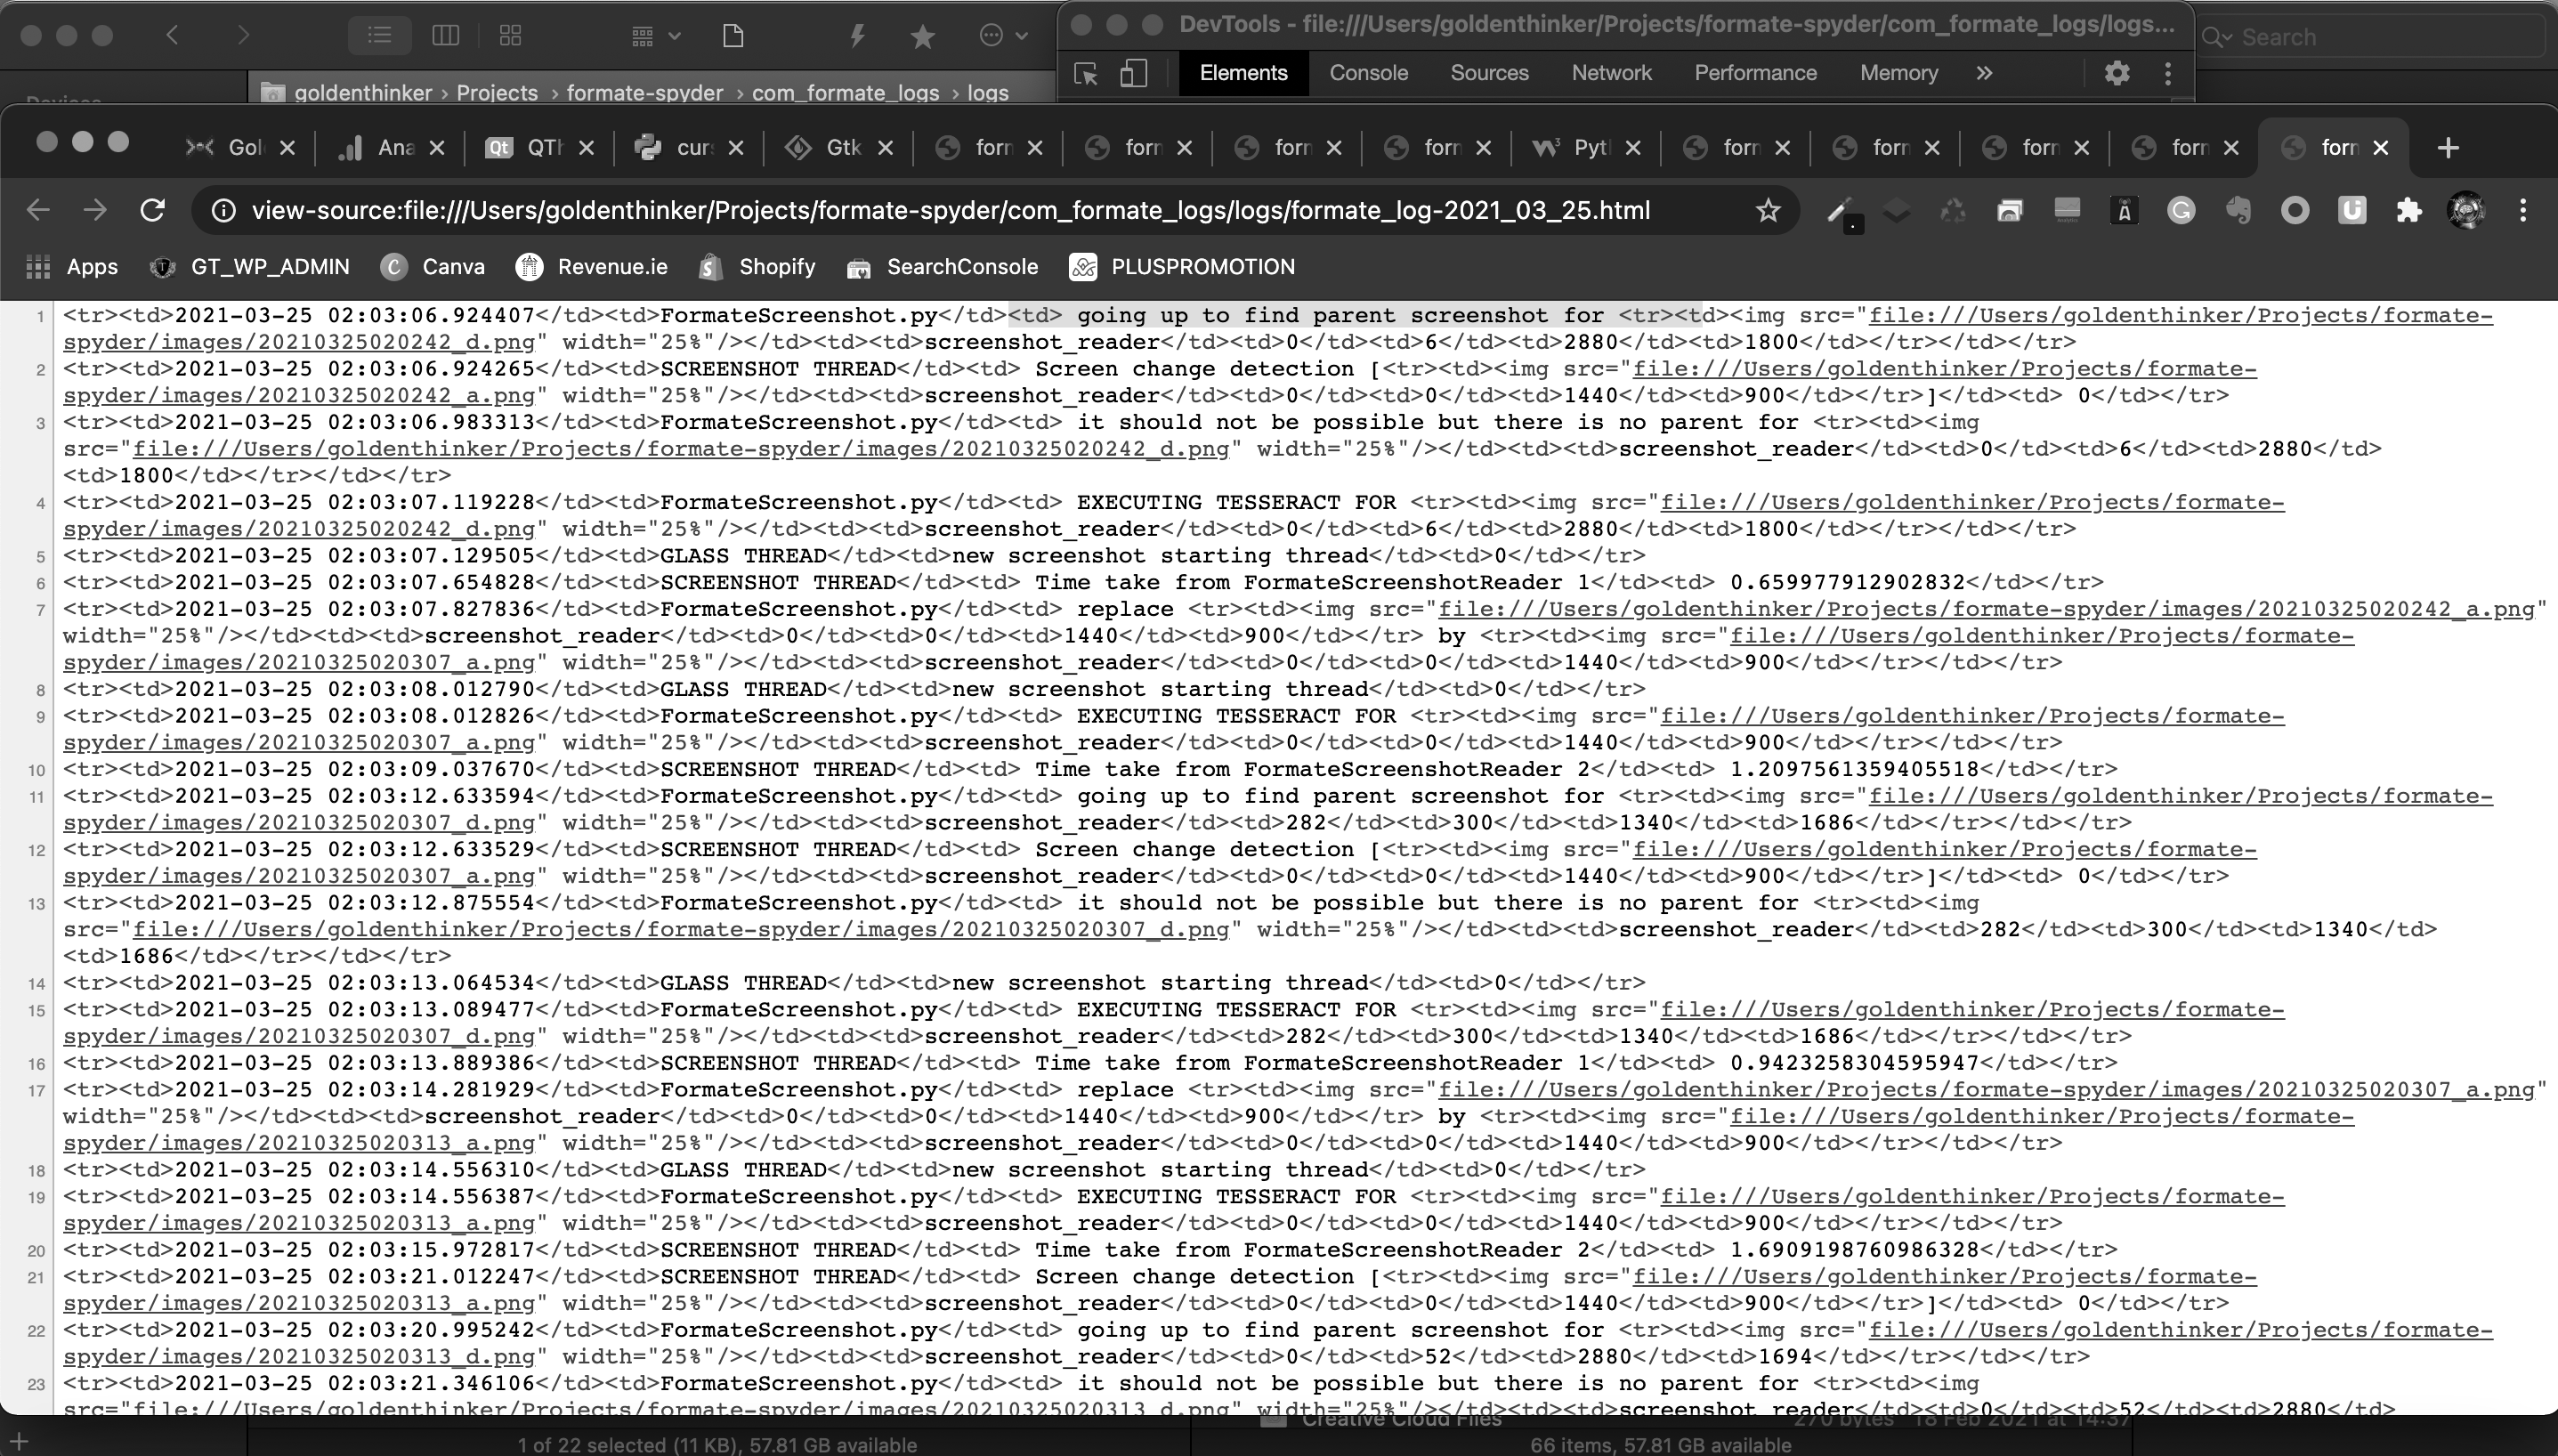 DevTools - file:///Users/goldenthinker/Projects/formate-spyder/com_formate_logs/logs...
Search
Elements Console Sources Network Performance Memory »
Devices
goldenthinker › Projects › formate-spyder › com_formate_logs › logs
Gol Ana QTh cur Gtk forn forn forn forn Pytl forn forn forn forn forn
view-source:file:///Users/goldenthinker/Projects/formate-spyder/com_formate_logs/logs/formate_log-2021_03_25.html
Apps GT_WP_ADMIN Canva Revenue.ie Shopify SearchConsole PLUSPROMOTION
1 <tr><td>2021-03-25 02:03:06.924407</td><td>FormateScreenshot.py</td><td> going up to find parent screenshot for <tr><td><img src="file:///Users/goldenthinker/Projects/formate-
spyder/images/20210325020242_d.png" width="25%"/></td><td><td>screenshot_reader</td><td>0</td><td>6</td><td>2880</td><td>1800</td></tr></td></tr>
2 <tr><td>2021-03-25 02:03:06.924265</td><td>SCREENSHOT THREAD</td><td> Screen change detection [<tr><td><img src="file:///Users/goldenthinker/Projects/formate-
spyder/images/20210325020242_a.png" width="25%"/></td><td><td>screenshot_reader</td><td>0</td><td>0</td><td>1440</td><td>900</td></tr>]</td><td> 0</td></tr>
3 <tr><td>2021-03-25 02:03:06.983313</td><td>FormateScreenshot.py</td><td> it should not be possible but there is no parent for <tr><td><img
src="file:///Users/goldenthinker/Projects/formate-spyder/images/20210325020242_d.png" width="25%"/></td><td><td>screenshot_reader</td><td>0</td><td>6</td><td>2880</td>
<td>1800</td></tr></td></tr>
4 <tr><td>2021-03-25 02:03:07.119228</td><td>FormateScreenshot.py</td><td> EXECUTING TESSERACT FOR <tr><td><img src="file:///Users/goldenthinker/Projects/formate-
spyder/images/20210325020242_d.png" width="25%"/></td><td><td>screenshot_reader</td><td>0</td><td>6</td><td>2880</td><td>1800</td></tr></td></tr>
5 <tr><td>2021-03-25 02:03:07.129505</td><td>GLASS THREAD</td><td>new screenshot starting thread</td><td>0</td></tr>
6 <tr><td>2021-03-25 02:03:07.654828</td><td>SCREENSHOT THREAD</td><td> Time take from FormateScreenshotReader 1</td><td> 0.659977912902832</td></tr>
7 <tr><td>2021-03-25 02:03:07.827836</td><td>FormateScreenshot.py</td><td> replace <tr><td><img src="file:///Users/goldenthinker/Projects/formate-spyder/images/20210325020242_a.png"
width="25%"/></td><td><td>screenshot_reader</td><td>0</td><td>0</td><td>1440</td><td>900</td></tr> by <tr><td><img src="file:///Users/goldenthinker/Projects/formate-
spyder/images/20210325020307_a.png" width="25%"/></td><td><td>screenshot_reader</td><td>0</td><td>0</td><td>1440</td><td>900</td></tr></td></tr>
8 <tr><td>2021-03-25 02:03:08.012790</td><td>GLASS THREAD</td><td>new screenshot starting thread</td><td>0</td></tr>
9 <tr><td>2021-03-25 02:03:08.012826</td><td>FormateScreenshot.py</td><td> EXECUTING TESSERACT FOR <tr><td><img src="file:///Users/goldenthinker/Projects/formate-
spyder/images/20210325020307_a.png" width="25%"/></td><td><td>screenshot_reader</td><td>0</td><td>0</td><td>1440</td><td>900</td></tr></td></tr>
10 <tr><td>2021-03-25 02:03:09.037670</td><td>SCREENSHOT THREAD</td><td> Time take from FormateScreenshotReader 2</td><td> 1.2097561359405518</td></tr>
11 <tr><td>2021-03-25 02:03:12.633594</td><td>FormateScreenshot.py</td><td> going up to find parent screenshot for <tr><td><img src="file:///Users/goldenthinker/Projects/formate-
spyder/images/20210325020307_d.png" width="25%"/></td><td><td>screenshot_reader</td><td>282</td><td>300</td><td>1340</td><td>1686</td></tr></td></tr>
12 <tr><td>2021-03-25 02:03:12.633529</td><td>SCREENSHOT THREAD</td><td> Screen change detection [<tr><td><img src="file:///Users/goldenthinker/Projects/formate-
spyder/images/20210325020307_a.png" width="25%"/></td><td><td>screenshot_reader</td><td>0</td><td>0</td><td>1440</td><td>900</td></tr>]</td><td> 0</td></tr>
13 <tr><td>2021-03-25 02:03:12.875554</td><td>FormateScreenshot.py</td><td> it should not be possible but there is no parent for <tr><td><img
src="file:///Users/goldenthinker/Projects/formate-spyder/images/20210325020307_d.png" width="25%"/></td><td><td>screenshot_reader</td><td>282</td><td>300</td><td>1340</td>
<td>1686</td></tr></td></tr>
14 <tr><td>2021-03-25 02:03:13.064534</td><td>GLASS THREAD</td><td>new screenshot starting thread</td><td>0</td></tr>
15 <tr><td>2021-03-25 02:03:13.089477</td><td>FormateScreenshot.py</td><td> EXECUTING TESSERACT FOR <tr><td><img src="file:///Users/goldenthinker/Projects/formate-
spyder/images/20210325020307_d.png" width="25%"/></td><td><td>screenshot_reader</td><td>282</td><td>300</td><td>1340</td><td>1686</td></tr></td></tr>
16 <tr><td>2021-03-25 02:03:13.889386</td><td>SCREENSHOT THREAD</td><td> Time take from FormateScreenshotReader 1</td><td> 0.9423258304595947</td></tr>
17 <tr><td>2021-03-25 02:03:14.281929</td><td>FormateScreenshot.py</td><td> replace <tr><td><img src="file:///Users/goldenthinker/Projects/formate-spyder/images/20210325020307_a.png"
width="25%"/></td><td><td>screenshot_reader</td><td>0</td><td>0</td><td>1440</td><td>900</td></tr> by <tr><td><img src="file:///Users/goldenthinker/Projects/formate-
spyder/images/20210325020313_a.png" width="25%"/></td><td><td>screenshot_reader</td><td>0</td><td>0</td><td>1440</td><td>900</td></tr></td></tr>
18 <tr><td>2021-03-25 02:03:14.556310</td><td>GLASS THREAD</td><td>new screenshot starting thread</td><td>0</td></tr>
19 <tr><td>2021-03-25 02:03:14.556387</td><td>FormateScreenshot.py</td><td> EXECUTING TESSERACT FOR <tr><td><img src="file:///Users/goldenthinker/Projects/formate-
spyder/images/20210325020313_a.png" width="25%"/></td><td><td>screenshot_reader</td><td>0</td><td>0</td><td>1440</td><td>900</td></tr></td></tr>
20 <tr><td>2021-03-25 02:03:15.972817</td><td>SCREENSHOT THREAD</td><td> Time take from FormateScreenshotReader 2</td><td> 1.6909198760986328</td></tr>
21 <tr><td>2021-03-25 02:03:21.012247</td><td>SCREENSHOT THREAD</td><td> Screen change detection [<tr><td><img src="file:///Users/goldenthinker/Projects/formate-
spyder/images/20210325020313_a.png" width="25%"/></td><td><td>screenshot_reader</td><td>0</td><td>0</td><td>1440</td><td>900</td></tr>]</td><td> 0</td></tr>
22 <tr><td>2021-03-25 02:03:20.995242</td><td>FormateScreenshot.py</td><td> going up to find parent screenshot for <tr><td><img src="file:///Users/goldenthinker/Projects/formate-
spyder/images/20210325020313_d.png" width="25%"/></td><td><td>screenshot_reader</td><td>0</td><td>52</td><td>2880</td><td>1694</td></tr></td></tr>
23 <tr><td>2021-03-25 02:03:21.346106</td><td>FormateScreenshot.py</td><td> it should not be possible but there is no parent for <tr><td><img
src="file:///Users/goldenthinker/Projects/formate-spyder/images/20210325020313_d.png" width="25%"/></td><td><td>screenshot_reader</td><td>0</td><td>52</td><td>2880</td>
Creative Cloud Files 270 bytes 18 Feb 2021 at 14:37
1 of 22 selected (11 KB), 57.81 GB available
66 items, 57.81 GB available